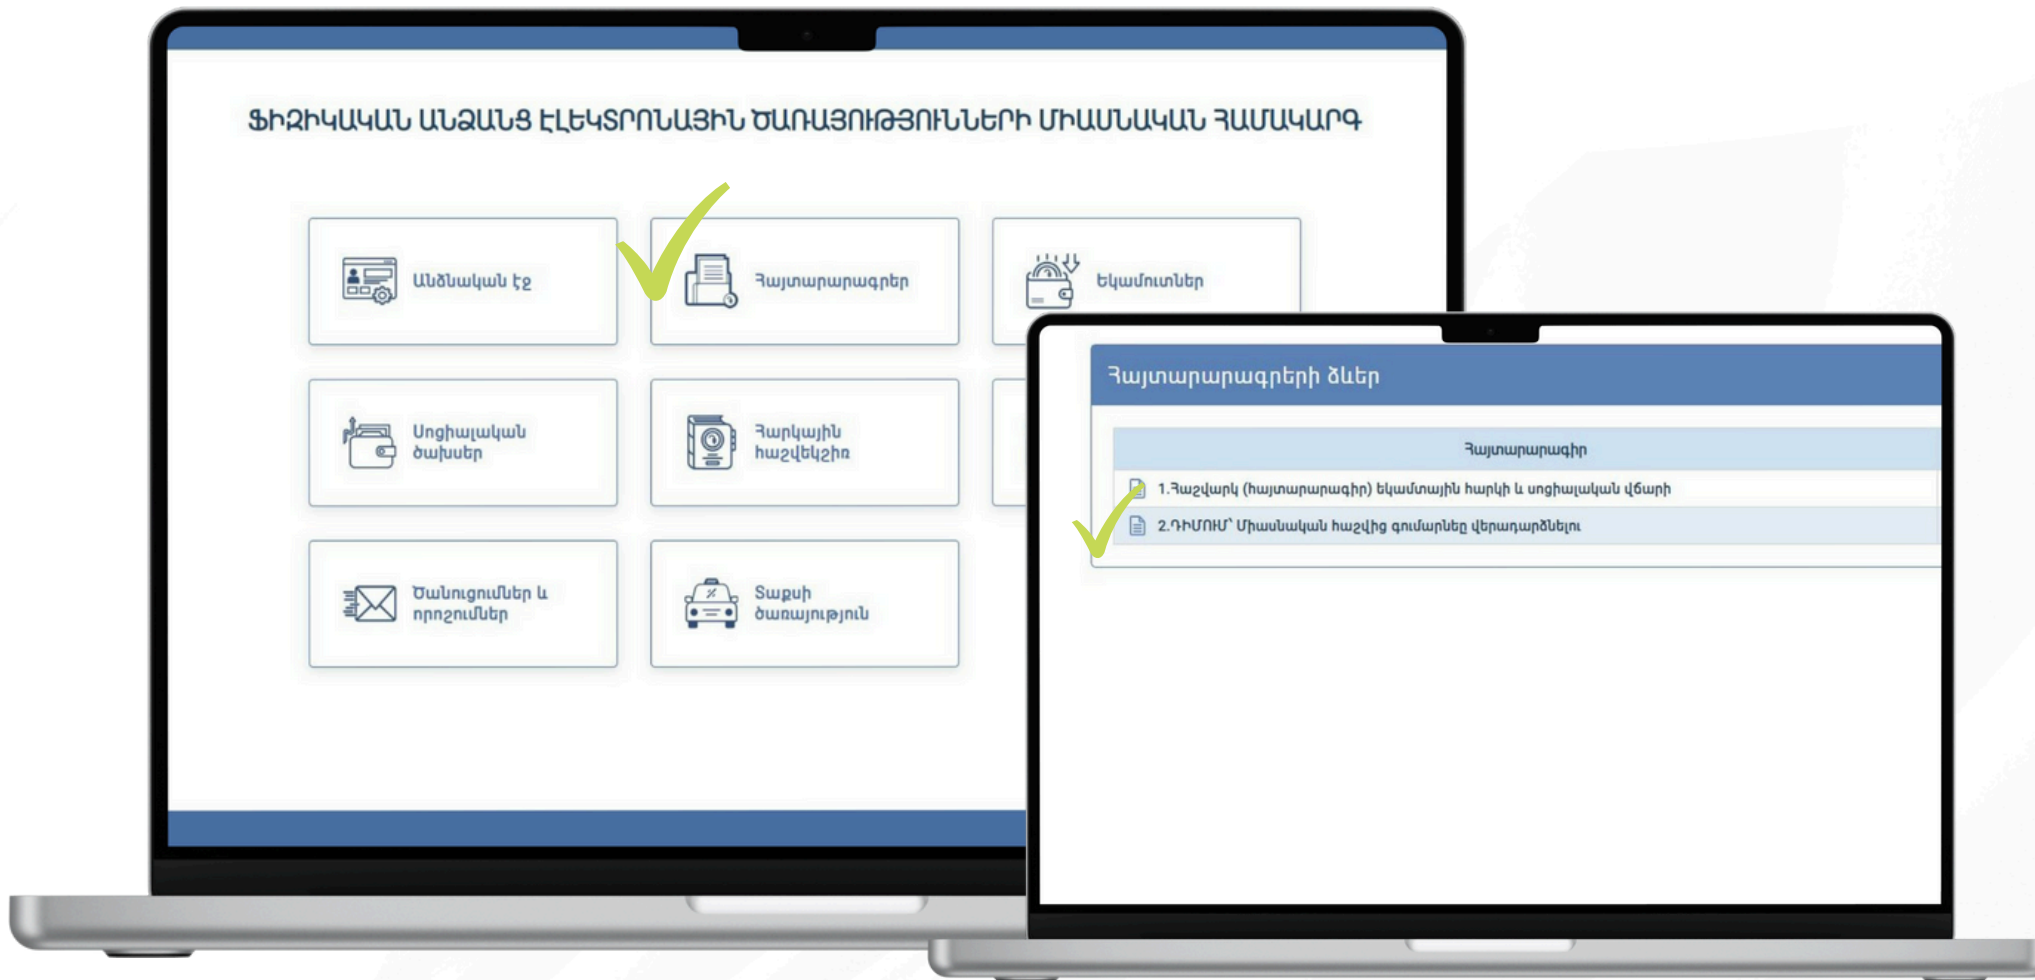 ՖԻԶԻԿԱԿԱՆ ԱՆՁԱՆՑ ԷԼԵԿՏՐՈՆԱՅԻՆ ԾԱՌԱՅՈՒԹՅՈՒՆՆԵՐԻ ՄԻԱՍՆԱԿԱՆ ՀԱՄԱԿԱՐԳ
Անձնական էջ
Հայտարարագրեր
Եկամուտներ
Սոցիալական
ծախսեր
Հարկային
հաշվեկշիռ
Ծանուցումներ և
որոշումներ
Տաքսի
ծառայություն
Հայտարարագրերի ձևեր
Հայտարարագիր
1.Հաշվարկ (հայտարարագիր) եկամտային հարկի և սոցիալական վճարի
2.ԴԻՄՈՒՄ՝ Միասնական հաշվից գումարները վերադարձնելու